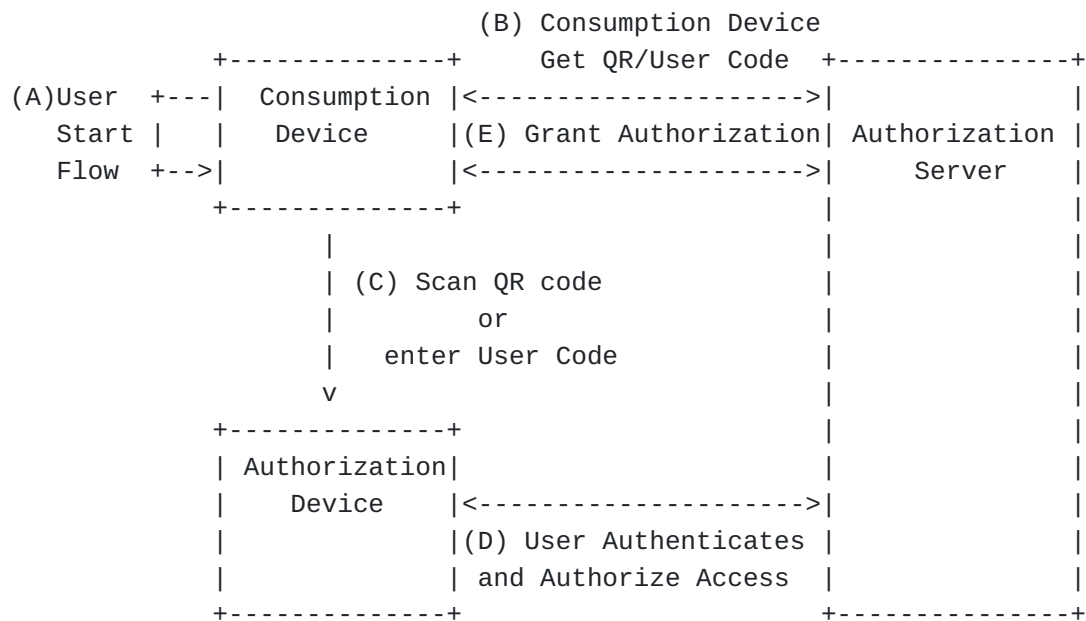 (B) Consumption Device
Get QR/User Code
(A)User Consumption
Start Device (E) Grant Authorization Authorization
Flow Server
(C) Scan QR code
or
enter User Code
v
Authorization
Device
(D) User Authenticates
and Authorize Access